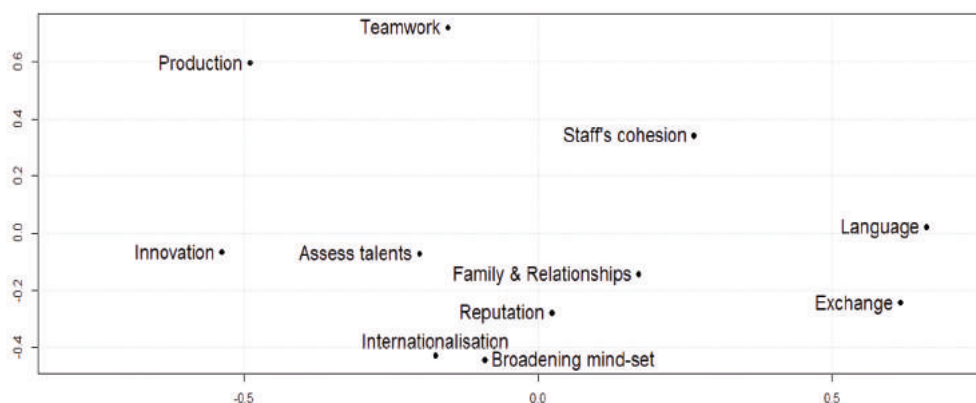 Teamwork
Production
0.6
0.4
Staff's cohesion
0.2
0.0
Language
Innovation
Assess talents
Family & Relationships
-0.2
Exchange
Reputation
Internationalisation
-0.4
Broadening mind-set
-0.5
0.0
0.5